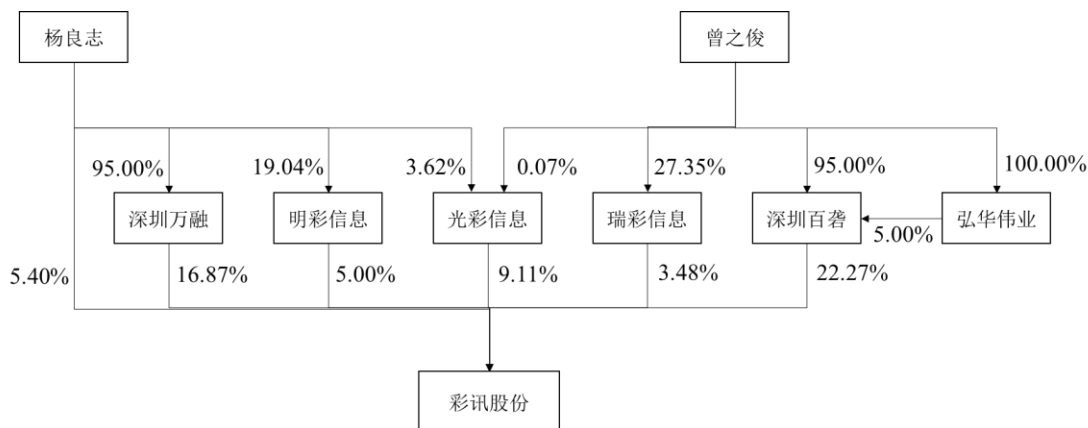 杨良志
曾之俊
95.00%
19.04%
3.62%
0.07%
27.35%
95.00%
100.00%
深圳万融
明彩信息
光彩信息
瑞彩信息
深圳百砻
弘华伟业
5.00%
5.40%
16.87%
5.00%
9.11%
3.48%
22.27%
彩讯股份